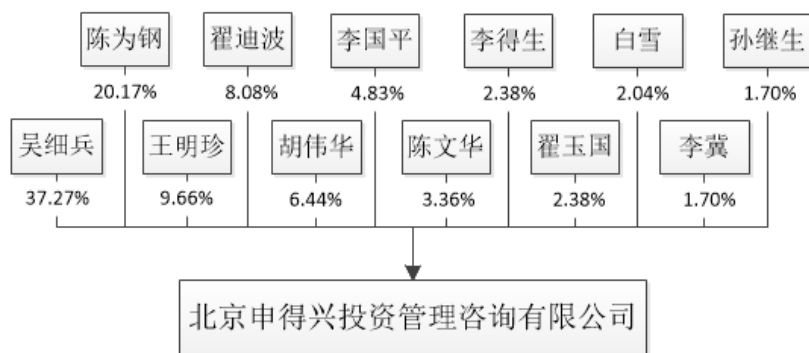 陈为钢 翟迪波 李国平 李得生 白雪 孙继生
20.17% 8.08% 4.83% 2.38% 2.04% 1.70%
吴细兵 王明珍 胡伟华 陈文华 翟玉国 李冀
37.27% 9.66% 6.44% 3.36% 2.38% 1.70%
北京申得兴投资管理咨询有限公司